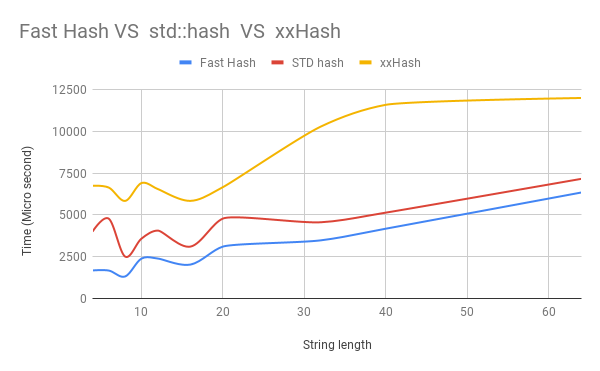 Fast Hash VS  std::hash  VS  xxHash
Fast Hash STD hash xxHash
12500
10000
7500
5000
2500
0
Time (Micro second)
10 20 30 40 50 60
String length